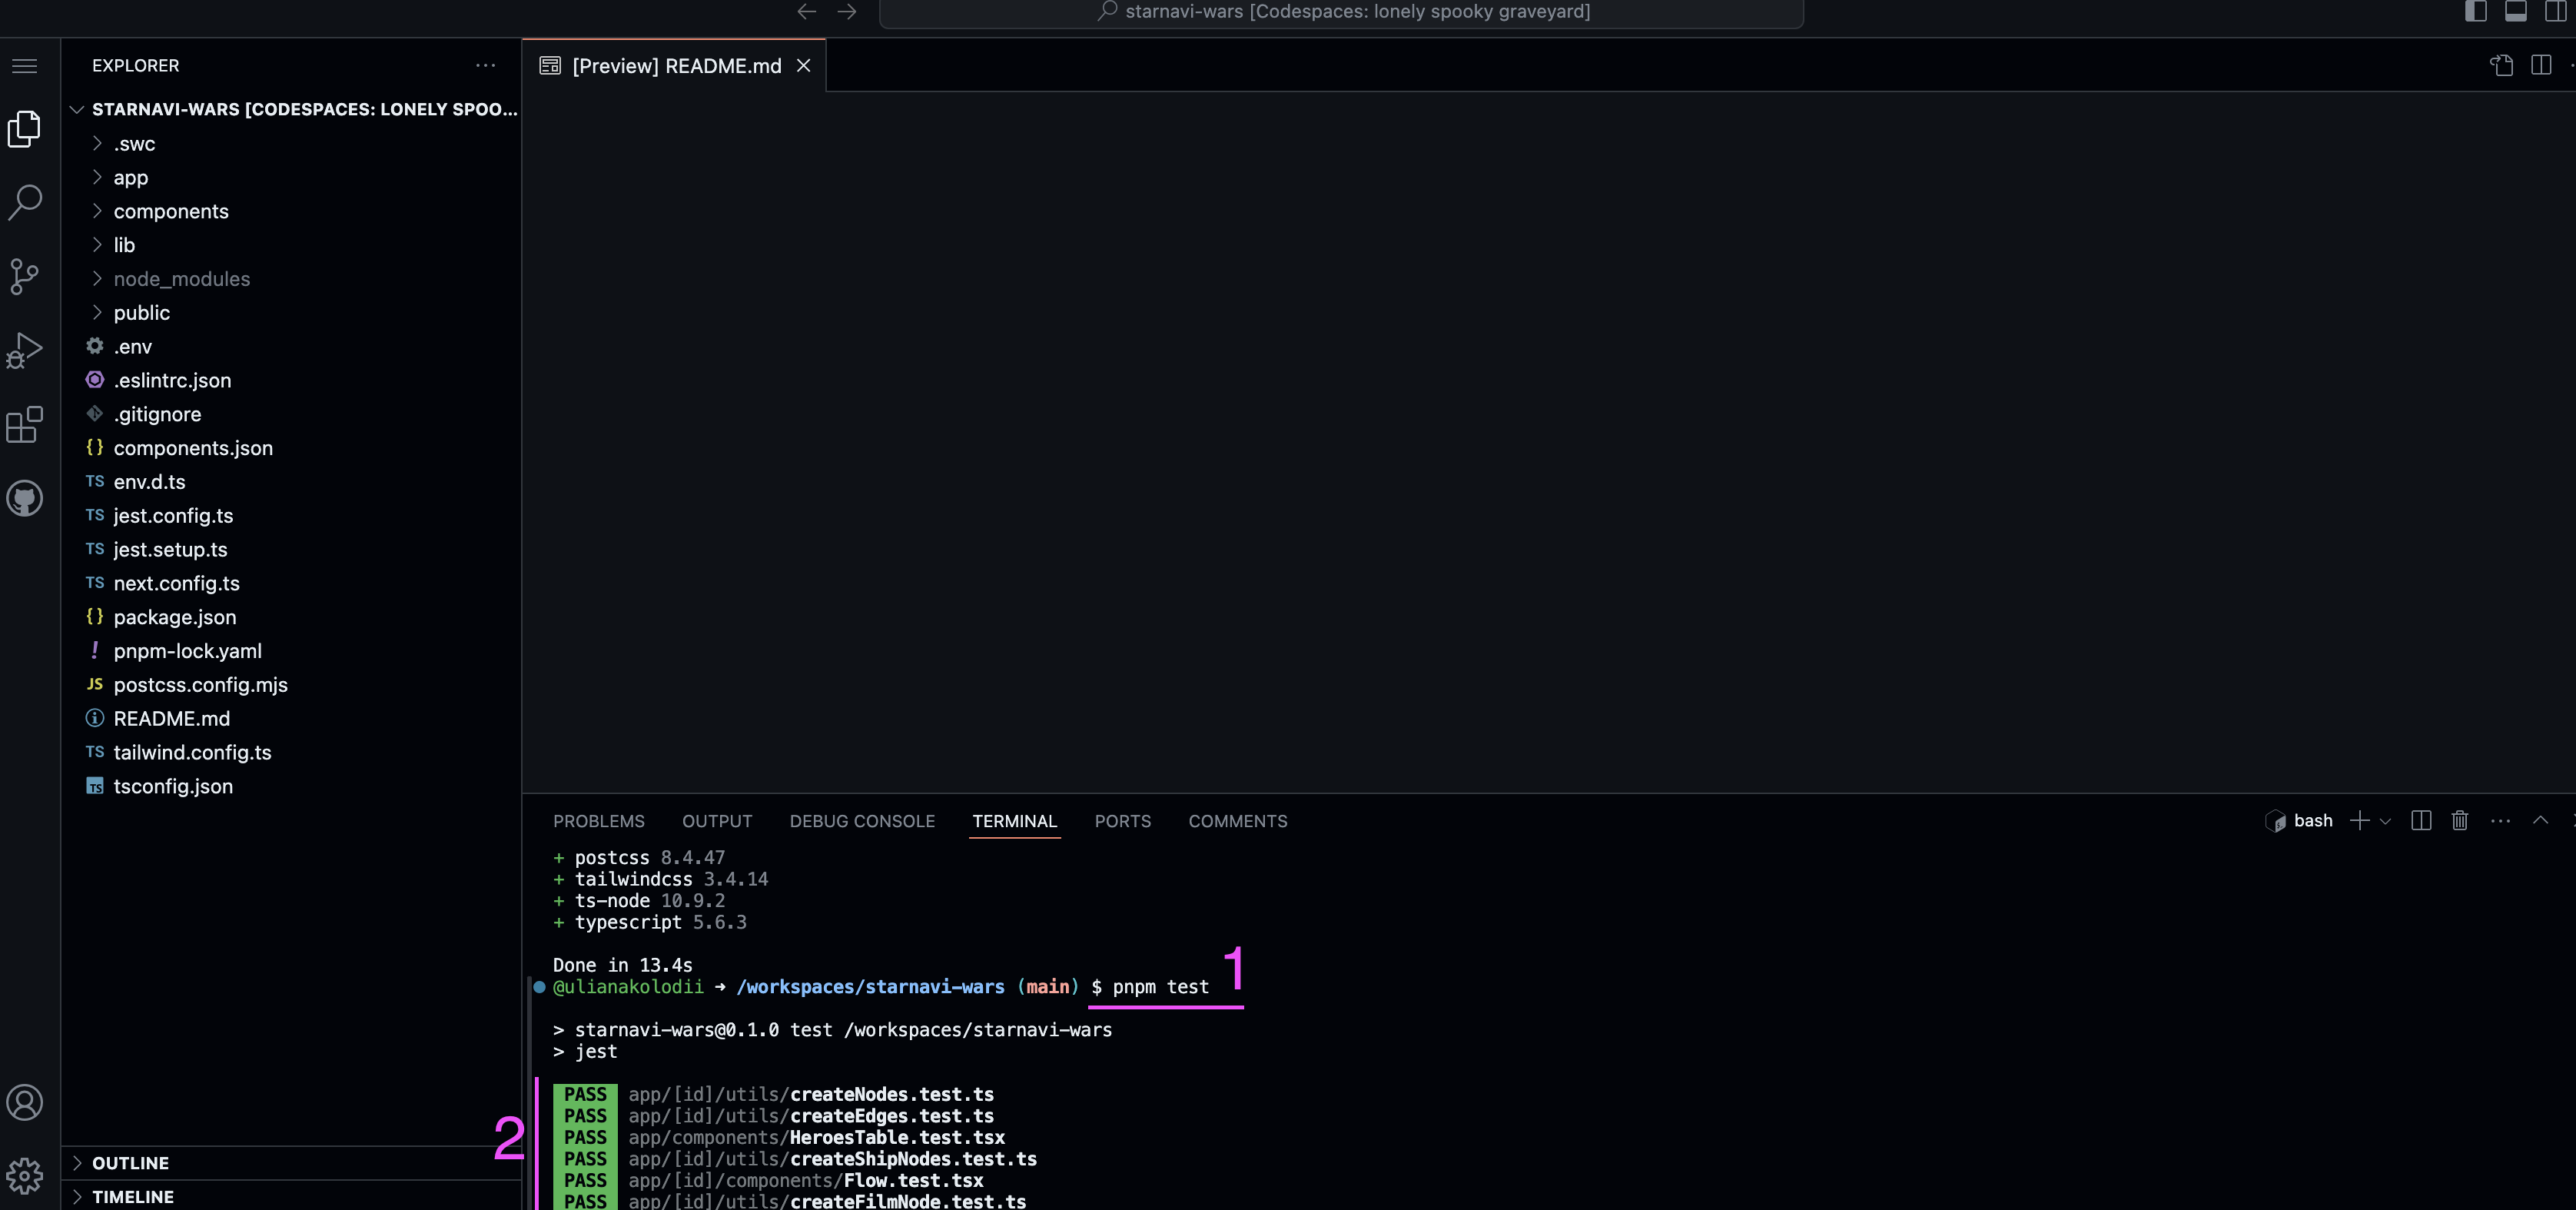 starnavi-wars [Codespaces: lonely spooky graveyard]
EXPLORER
[Preview] README.md
STARNAVI-WARS [CODESPACES: LONELY SPOO...
.swc
app
components
lib
node_modules
public
.env
.eslintrc.json
.gitignore
{} components.json
TS env.d.ts
TS jest.config.ts
TS jest.setup.ts
TS next.config.ts
{} package.json
! pnpm-lock.yaml
JS postcss.config.mjs
README.md
TS tailwind.config.ts
TS tsconfig.json
OUTLINE
TIMELINE
PROBLEMS OUTPUT DEBUG CONSOLE TERMINAL PORTS COMMENTS
bash
+ postcss 8.4.47
+ tailwindcss 3.4.14
+ ts-node 10.9.2
+ typescript 5.6.3
Done in 13.4s
@ulianakolodii ➜ /workspaces/starnavi-wars (main) $ pnpm test
1
> starnavi-wars@0.1.0 test /workspaces/starnavi-wars
> jest
2
PASS app/[id]/utils/createNodes.test.ts
PASS app/[id]/utils/createEdges.test.ts
PASS app/components/HeroesTable.test.tsx
PASS app/[id]/utils/createShipNodes.test.ts
PASS app/[id]/components/Flow.test.tsx
PASS app/[id]/utils/createFilmNode.test.ts